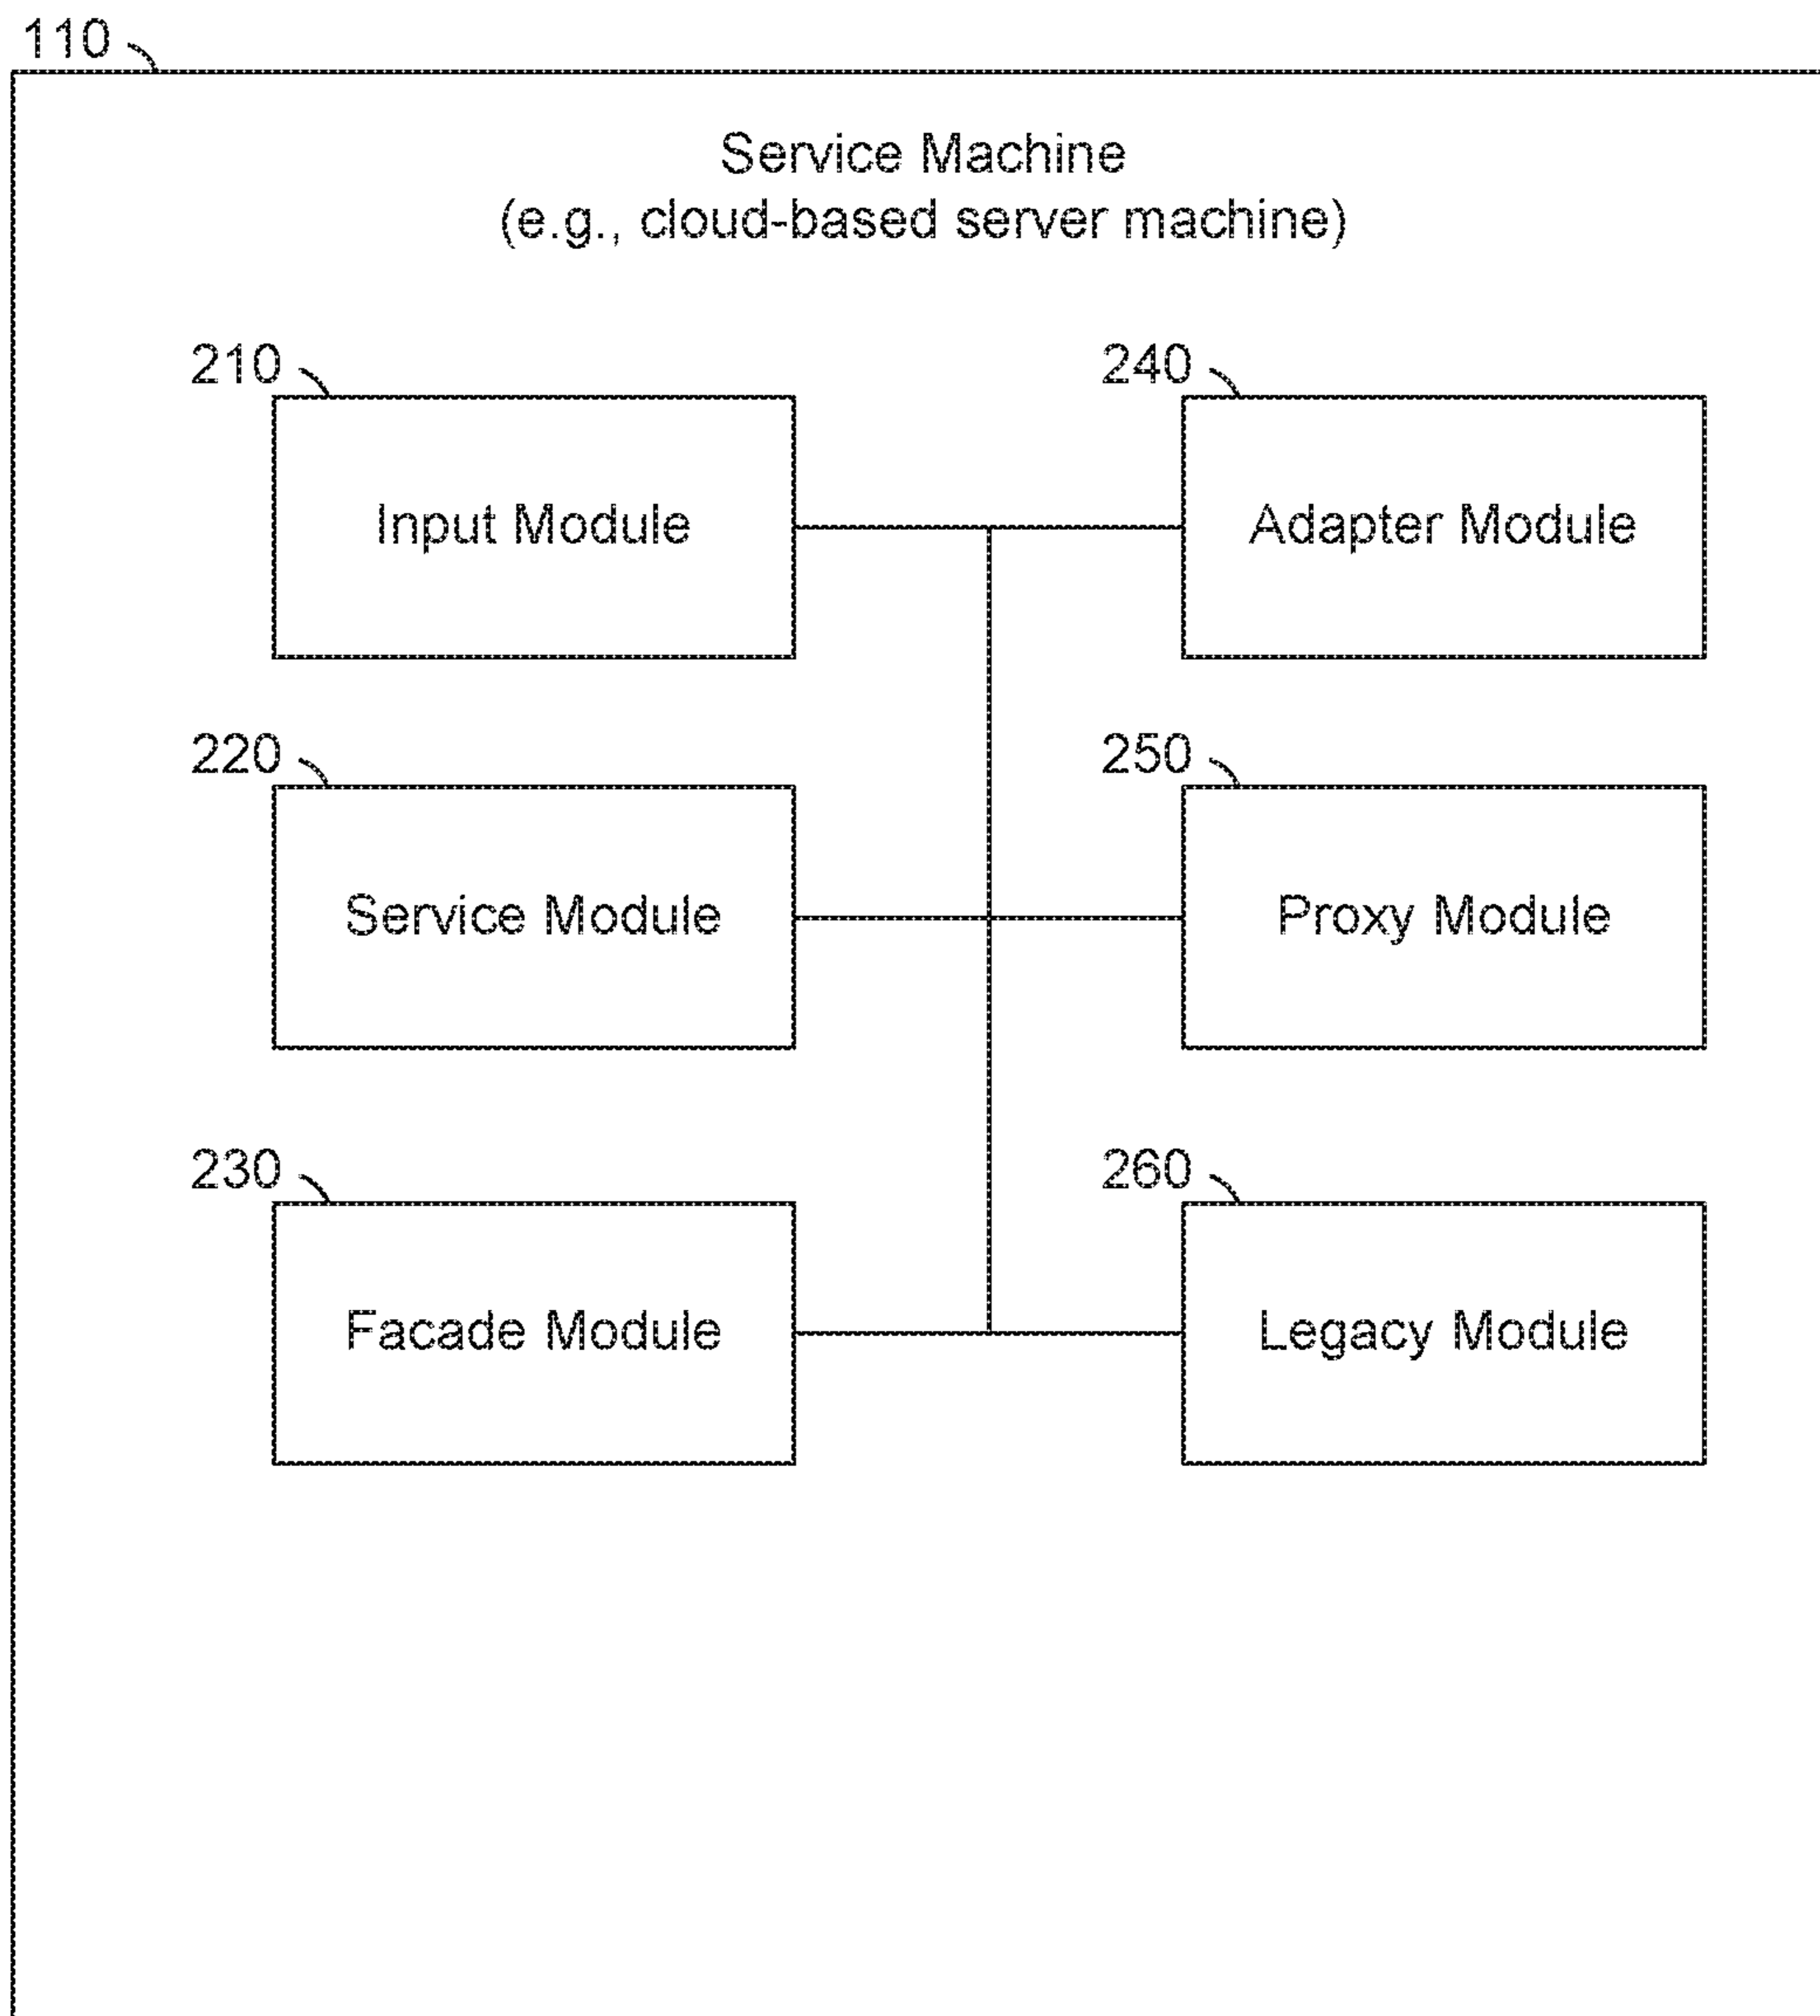 110
Service Machine
(e.g., cloud-based server machine)
210
240
Input Module
Adapter Module
220
250
Service Module
Proxy Module
230
260
Facade Module
Legacy Module